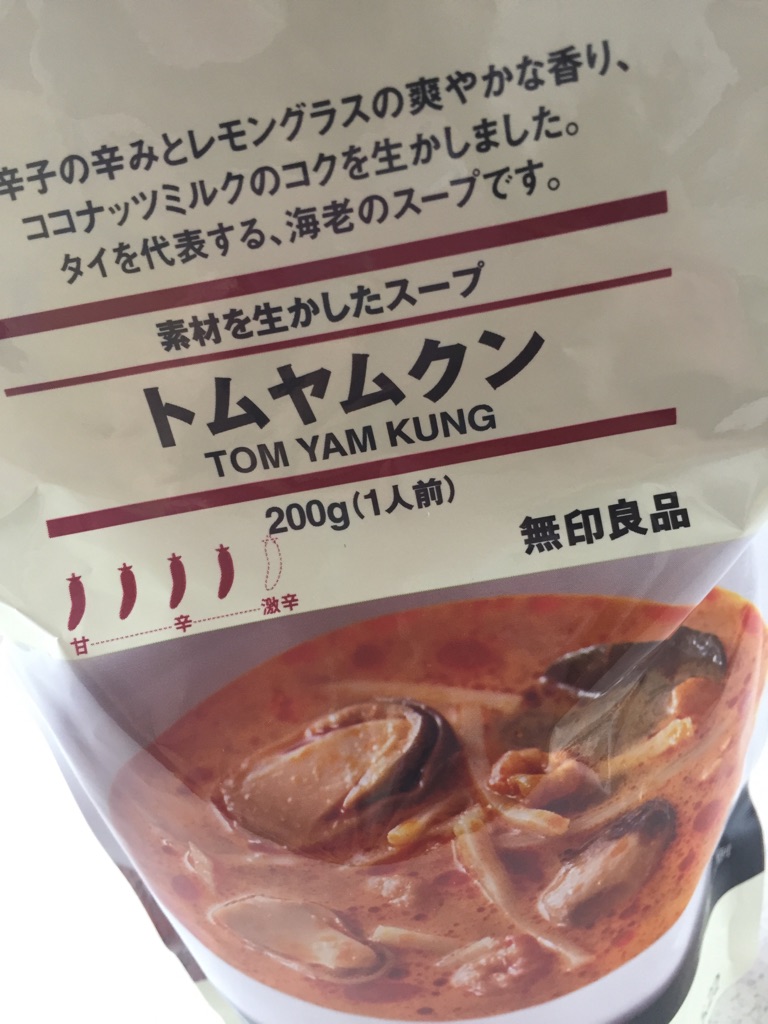 辛子の辛みとレモングラスの爽やかな香り、
ココナッツミルクのコクを生かしました。
タイを代表する、海老のスープです。
素材を生かしたスープ
トムヤムクン
TOM YAM KUNG
200g(1人前)
無印良品
甘 辛 激辛